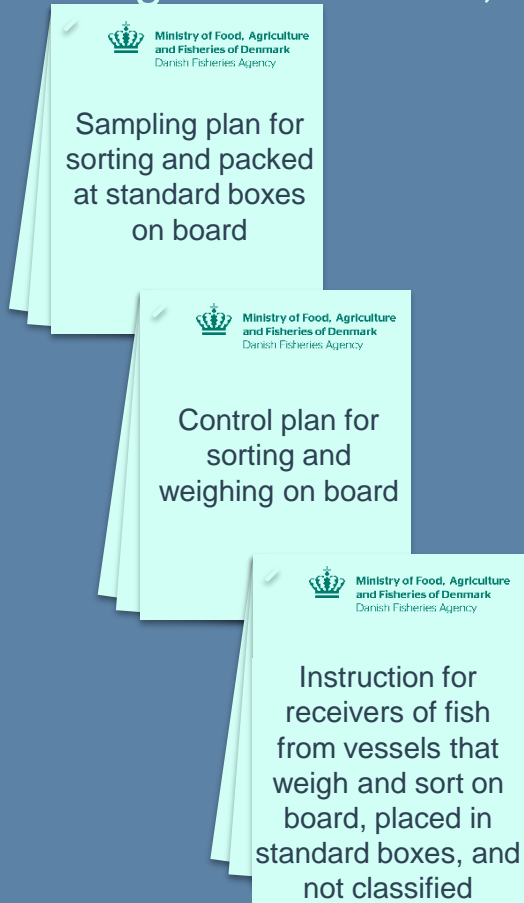 Ministry of Food, Agriculture
and Fisheries of Denmark
Danish Fisheries Agency
Sampling plan for
sorting and packed
at standard boxes
on board
Ministry of Food, Agriculture
and Fisheries of Denmark
Danish Fisheries Agency
Control plan for
sorting and
weighing on board
Ministry of Food, Agriculture
and Fisheries of Denmark
Danish Fisheries Agency
Instruction for
receivers of fish
from vessels that
weigh and sort on
board, placed in
standard boxes, and
not classified